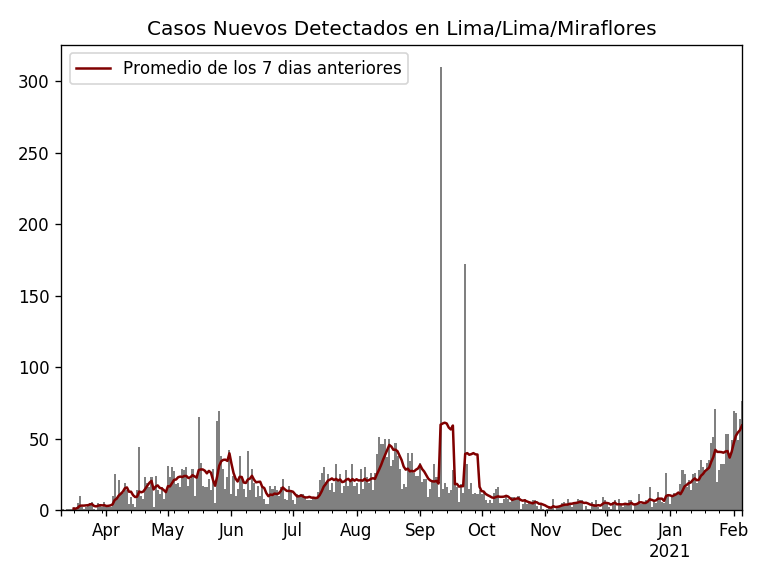 Casos Nuevos Detectados en Lima/Lima/Miraflores
Promedio de los 7 dias anteriores
300
250
200
150
100
50
0
Apr May Jun Jul Aug Sep Oct Nov Dec Jan Feb
2021